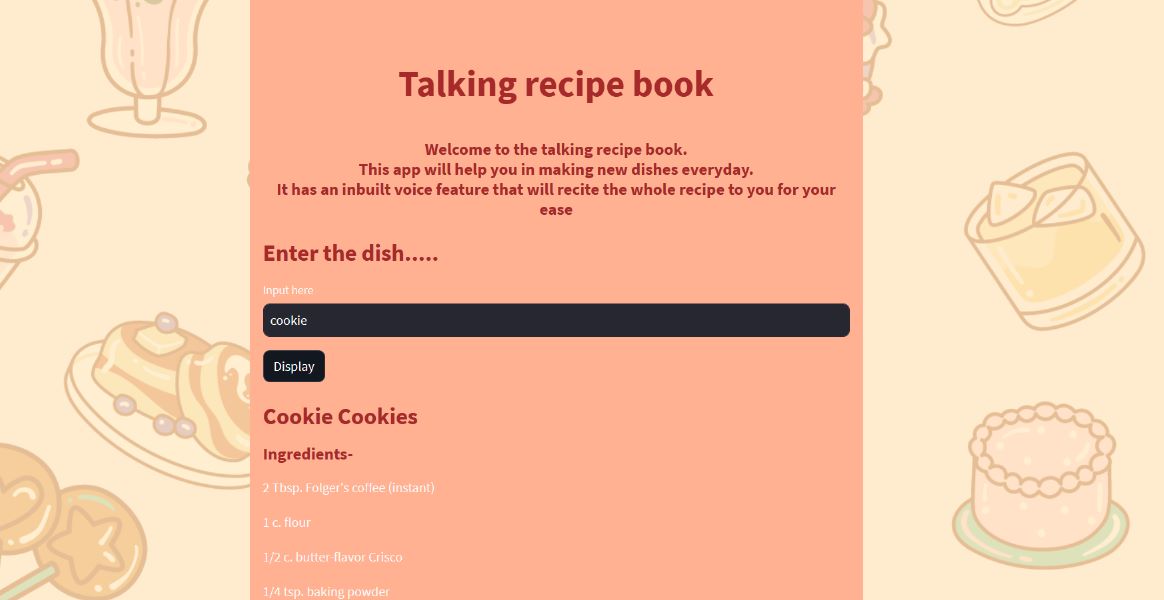 Talking recipe book
Welcome to the talking recipe book.
This app will help you in making new dishes everyday.
It has an inbuilt voice feature that will recite the whole recipe to you for your
ease
Enter the dish.....
Input here
cookie
Display
Cookie Cookies
Ingredients-
2 Tbsp. Folger's coffee (instant)
1 c. flour
1/2 c. butter-flavor Crisco
1/4 tsp. baking powder